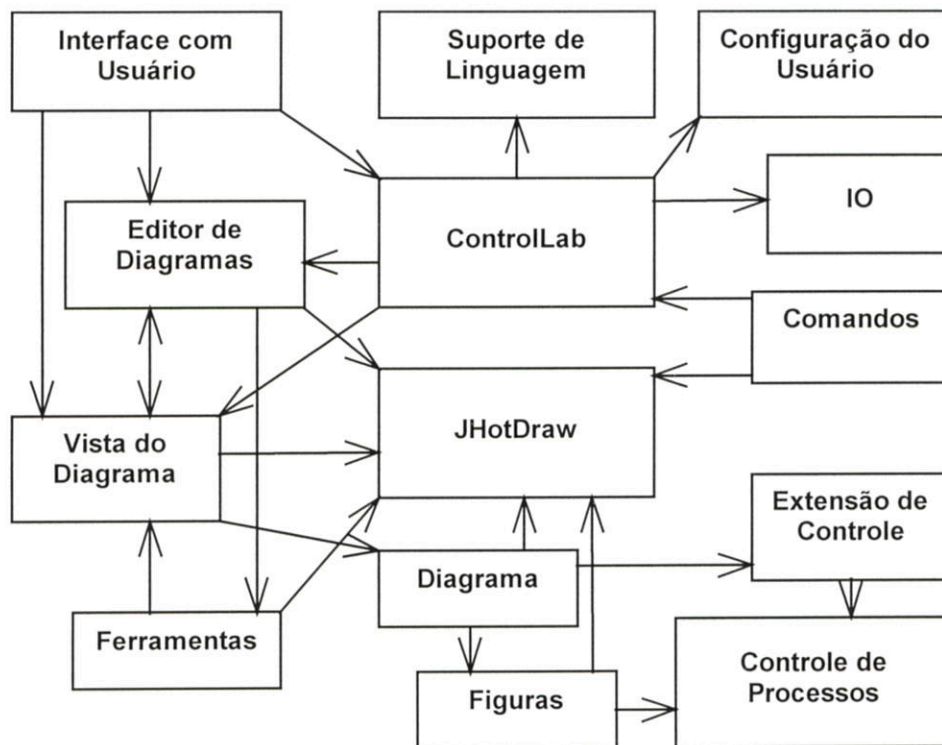 Interface com
Usuário
Suporte de
Linguagem
Configuração do
Usuário
IO
Editor de
Diagramas
ControlLab
Comandos
Vista do
Diagrama
JHotDraw
Extensão de
Controle
Diagrama
Ferramentas
Figuras
Controle de
Processos